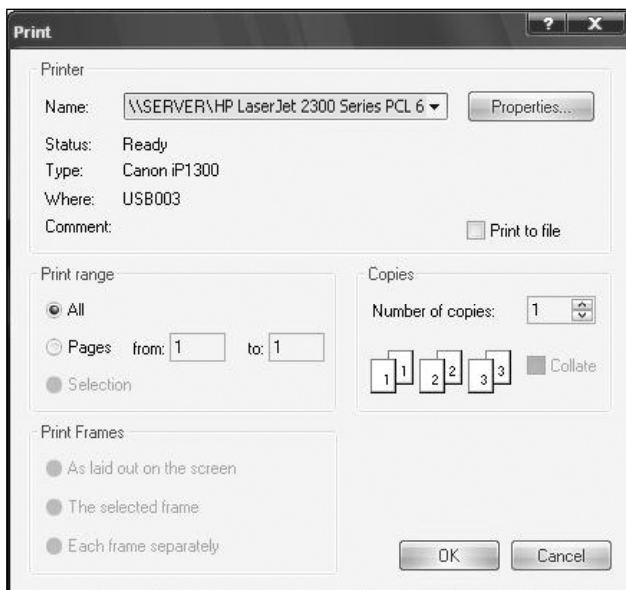 Print
? X
Printer
Name: \\SERVER\HP LaserJet 2300 Series PCL 6 Properties...
Status: Ready
Type: Canon iP1300
Where: USB003
Comment: Print to file
Print range
All
Pages from: 1 to: 1
Selection
Copies
Number of copies: 1
1 1 2 2 3 3 Collate
Print Frames
As laid out on the screen
The selected frame
Each frame separately
OK Cancel